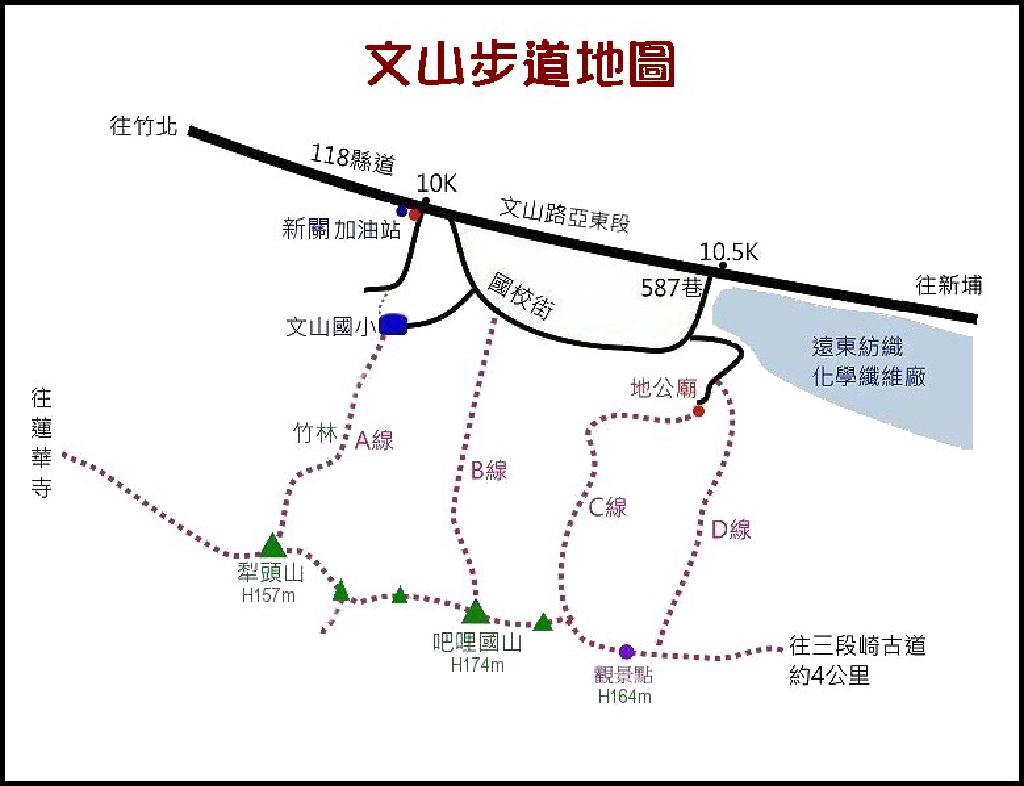 文山步道地圖
往竹北
118縣道
10K
文山路亞東段
新關加油站
10.5K
587巷
往新埔
國校街
文山國小
遠東紡織
化學纖維廠
地公廟
往蓮華寺
竹林
A線
B線
C線
D線
犁頭山
H157m
吧哩國山
H174m
觀景點
H164m
往三段崎古道
約4公里